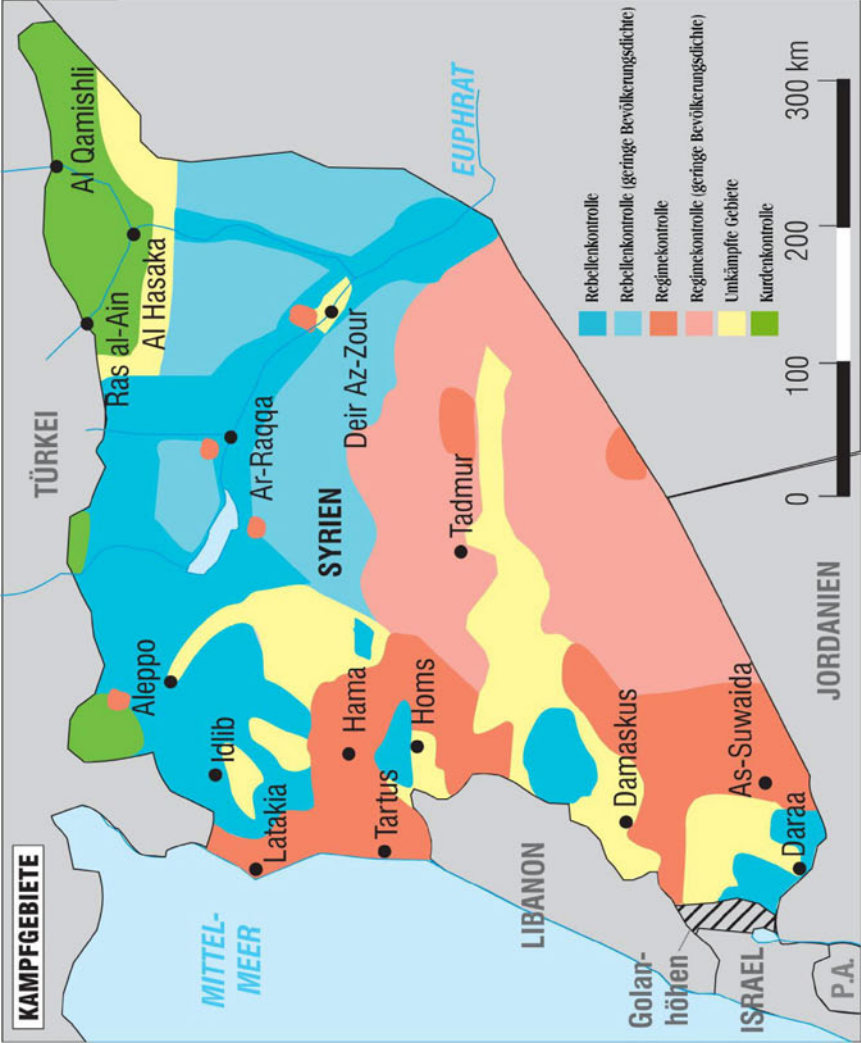 KAMPFGEBIETE
TÜRKEI
Al Qamishli
Ras al-Ain
Al Hasaka
Aleppo
Idlib
Ar-Raqqa
Latakia
Hama
SYRIEN
Deir Az-Zour
EUPHRAT
MITTEL-
MEER
Tartus
Homs
Tadmur
LIBANON
Damaskus
Golan-
höhen
As-Suwaida
ISRAEL
Daraa
P.A.
JORDANIEN
Rebellenkontrolle
Rebellenkontrolle (geringe Bevölkerungsdichte)
Regimekontrolle
Regimekontrolle (geringe Bevölkerungsdichte)
Umkämpfte Gebiete
Kurdenkontrolle
0 100 200 300 km